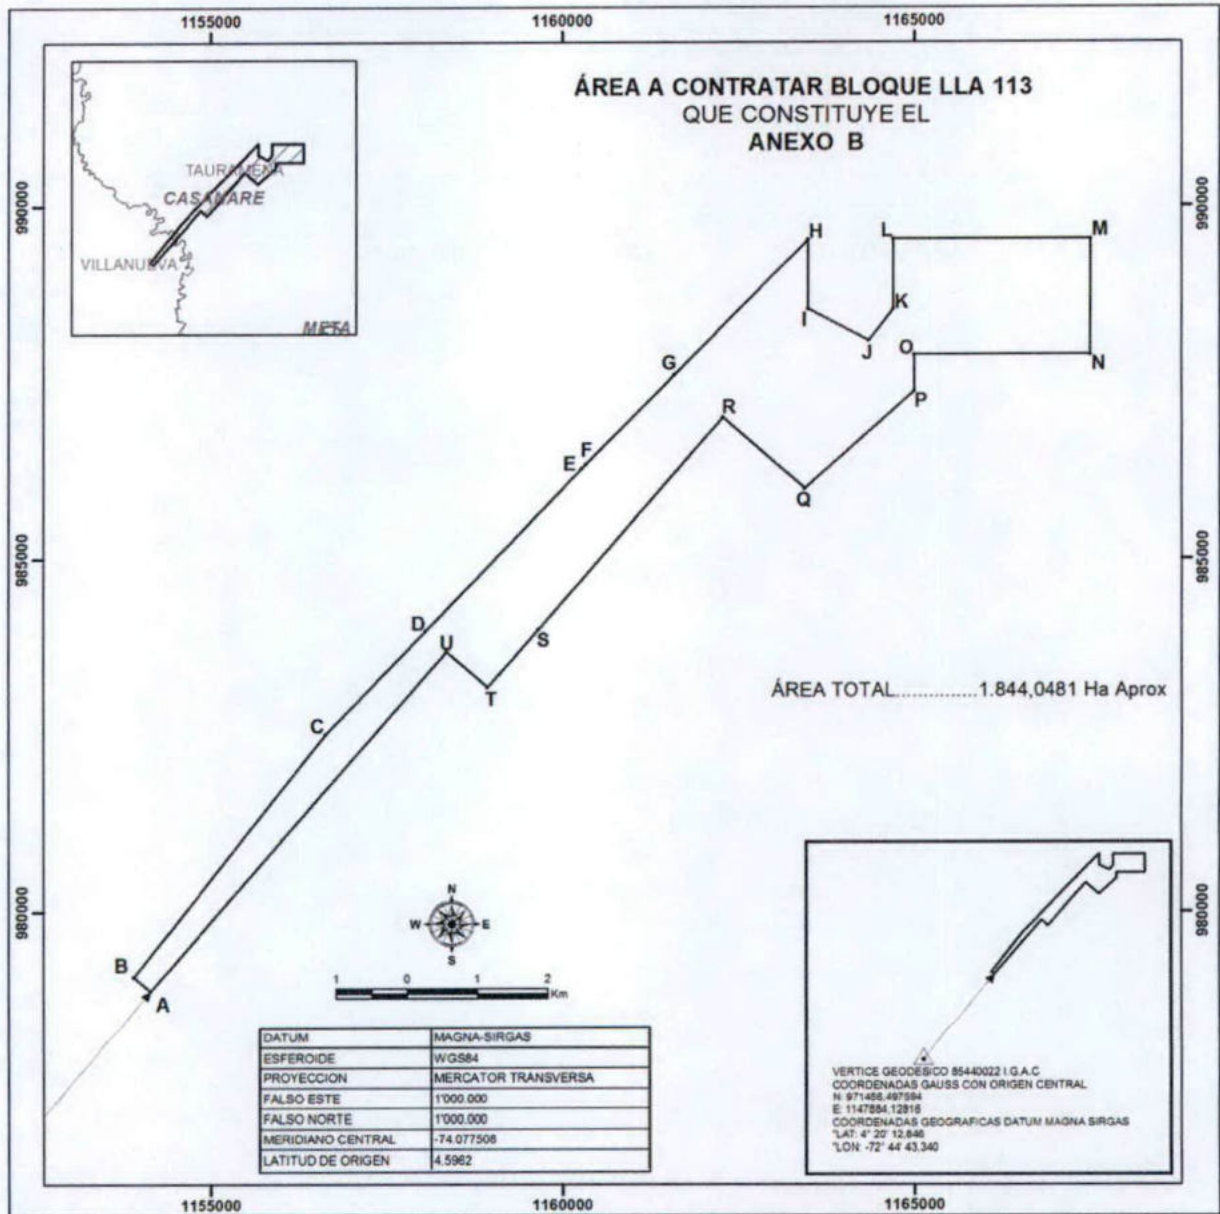 1155000
1160000
1165000
ÁREA A CONTRATAR BLOQUE LLA 113
QUE CONSTITUYE EL
ANEXO B
TAURAMENA
CASANARE
VILLANUEVA
META
990000
990000
H
L
M
I
K
J
O
N
G
P
R
F
E
Q
985000
985000
D
U
S
T
C
ÁREA TOTAL............1.844,0481 Ha Aprox
980000
980000
N
W
E
S
B
A
1
0
1
2
Km
DATUM MAGNA-SIRGAS
ESFEROIDE WGS84
PROYECCION MERCATOR TRANSVERSA
FALSO ESTE 1'000.000
FALSO NORTE 1'000.000
MERIDIANO CENTRAL -74.077508
LATITUD DE ORIGEN 4.5962
VERTICE GEODESICO 85440022 I.G.A.C
COORDENADAS GAUSS CON ORIGEN CENTRAL
N: 971466,497594
E: 1147884,12816
COORDENADAS GEOGRAFICAS DATUM MAGNA SIRGAS
"LAT: 4° 20' 12,846
"LON: -72° 44' 43,340
1155000
1160000
1165000